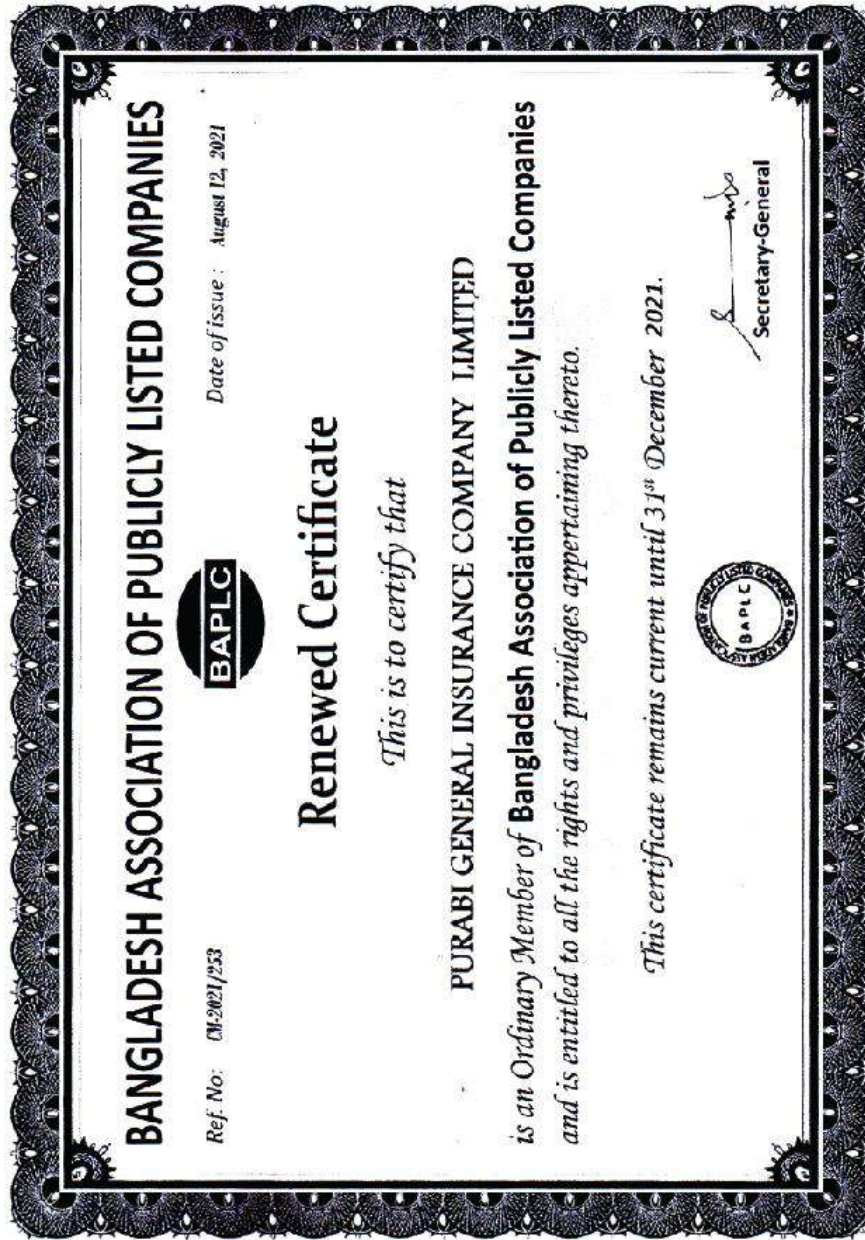 BANGLADESH ASSOCIATION OF PUBLICLY LISTED COMPANIES
Ref. No: CM-2021/253 Date of issue : August 12, 2021
BAPLC
Renewed Certificate
This is to certify that
PURABI GENERAL INSURANCE COMPANY LIMITED
is an Ordinary Member of Bangladesh Association of Publicly Listed Companies
and is entitled to all the rights and privileges appertaining thereto.
This certificate remains current until 31st December 2021.
BAPLC
Secretary-General